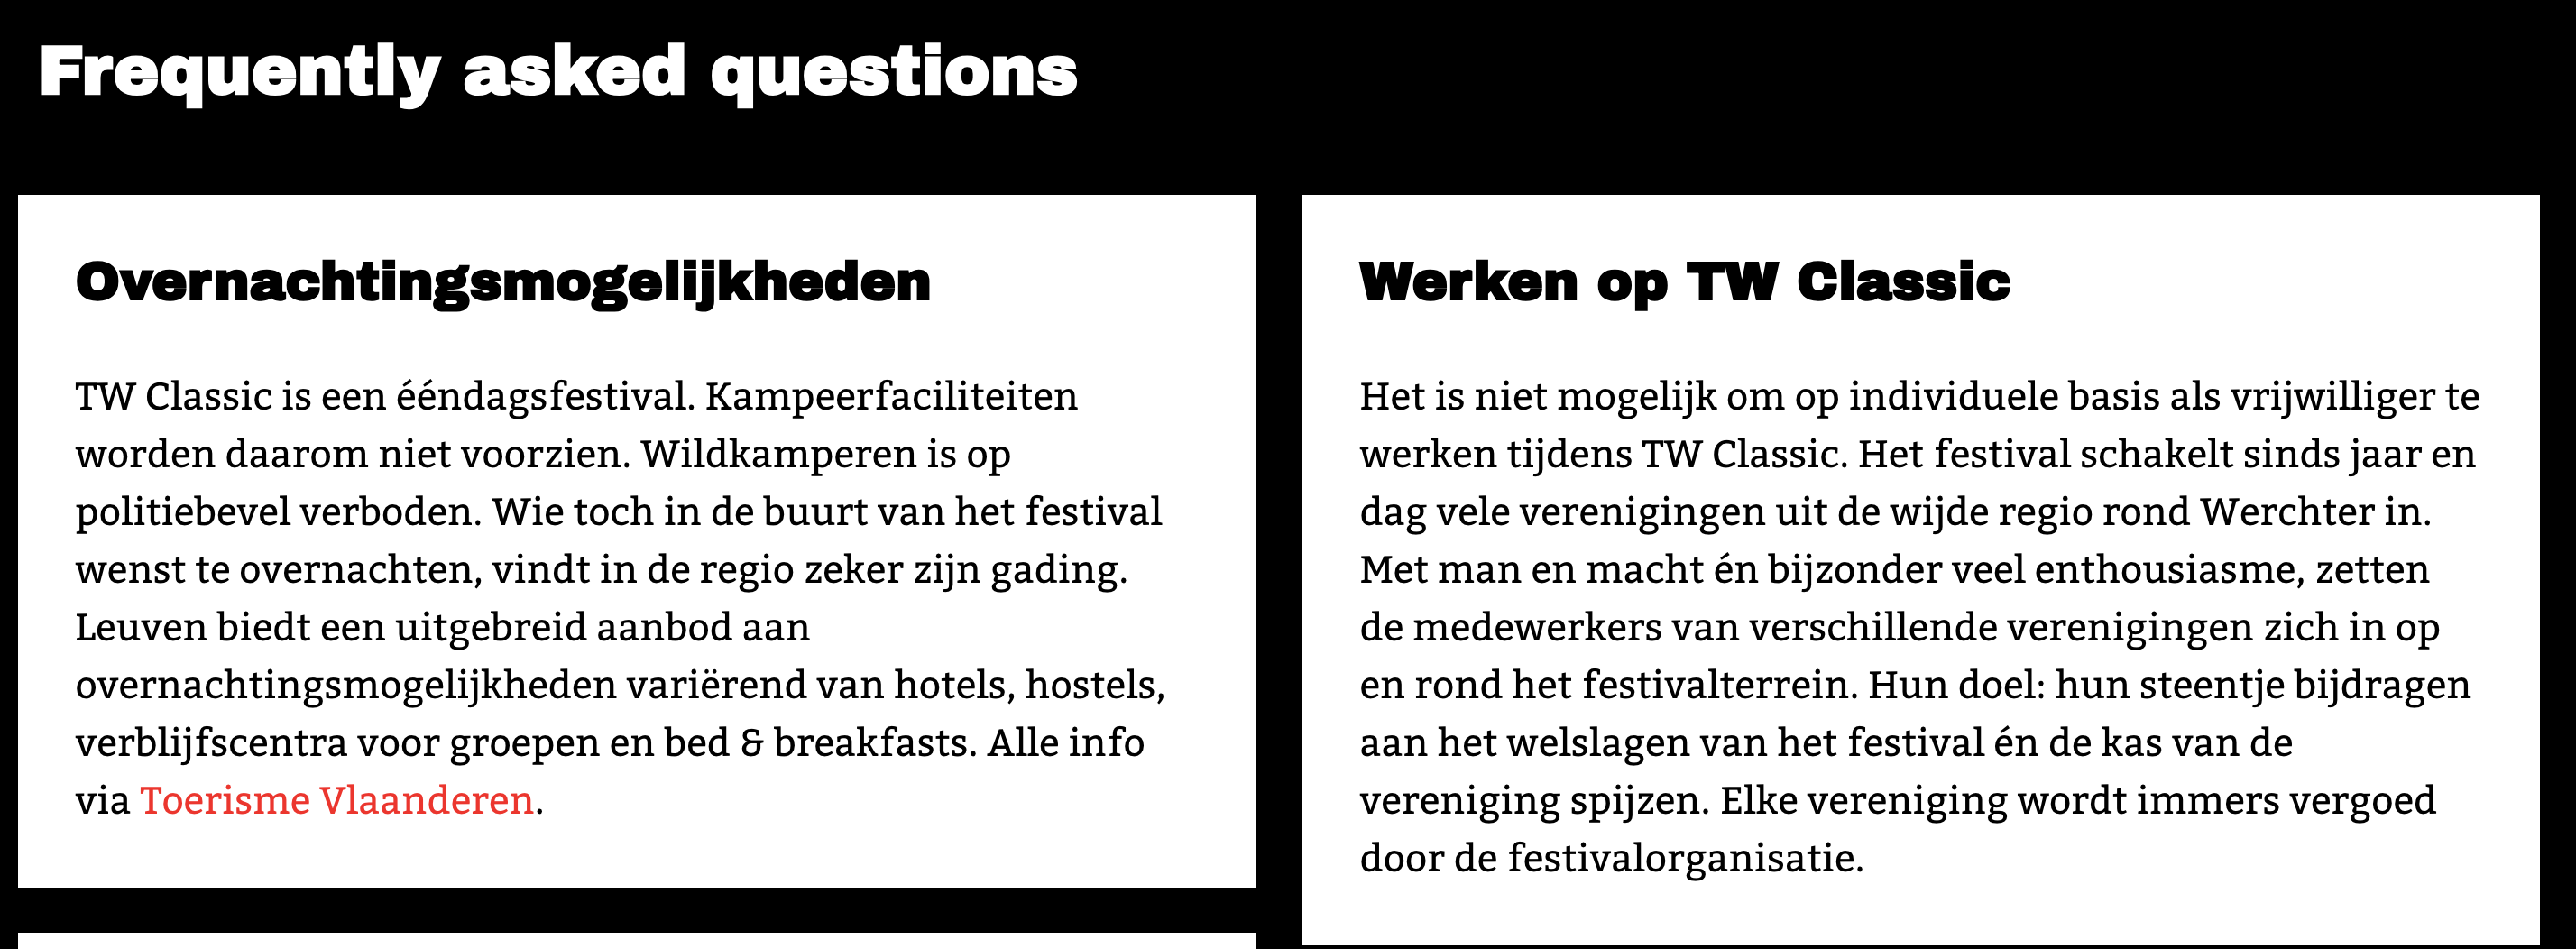 Frequently asked questions
Overnachtingsmogelijkheden
TW Classic is een ééndagsfestival. Kampeerfaciliteiten
worden daarom niet voorzien. Wildkamperen is op
politiebevel verboden. Wie toch in de buurt van het festival
wenst te overnachten, vindt in de regio zeker zijn gading.
Leuven biedt een uitgebreid aanbod aan
overnachtingsmogelijkheden variërend van hotels, hostels,
verblijfscentra voor groepen en bed & breakfasts. Alle info
via Toerisme Vlaanderen.
Werken op TW Classic
Het is niet mogelijk om op individuele basis als vrijwilliger te
werken tijdens TW Classic. Het festival schakelt sinds jaar en
dag vele verenigingen uit de wijde regio rond Werchter in.
Met man en macht én bijzonder veel enthousiasme, zetten
de medewerkers van verschillende verenigingen zich in op
en rond het festivalterrein. Hun doel: hun steentje bijdragen
aan het welslagen van het festival én de kas van de
vereniging spijzen. Elke vereniging wordt immers vergoed
door de festivalorganisatie.